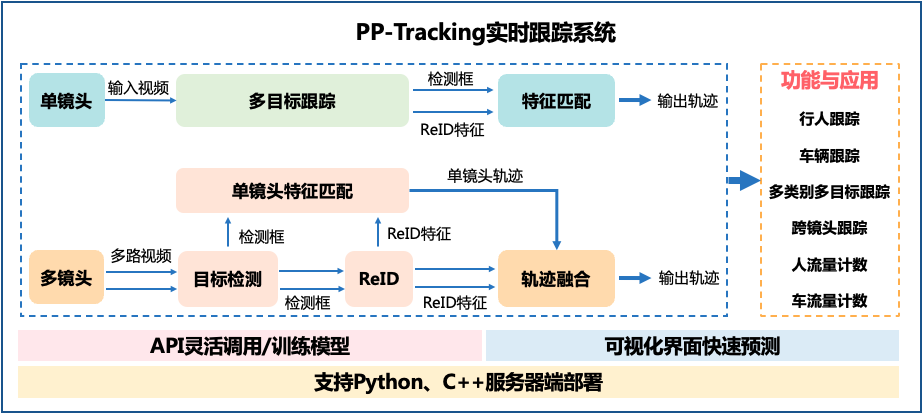 PP-Tracking实时跟踪系统
单镜头
输入视频
多目标跟踪
检测框
ReID特征
特征匹配
输出轨迹
单镜头特征匹配
单镜头轨迹
检测框
ReID特征
多镜头
多路视频
目标检测
检测框
ReID
ReID特征
轨迹融合
输出轨迹
功能与应用
行人跟踪
车辆跟踪
多类别多目标跟踪
跨镜头跟踪
人流量计数
车流量计数
API灵活调用/训练模型
可视化界面快速预测
支持Python、C++服务器端部署